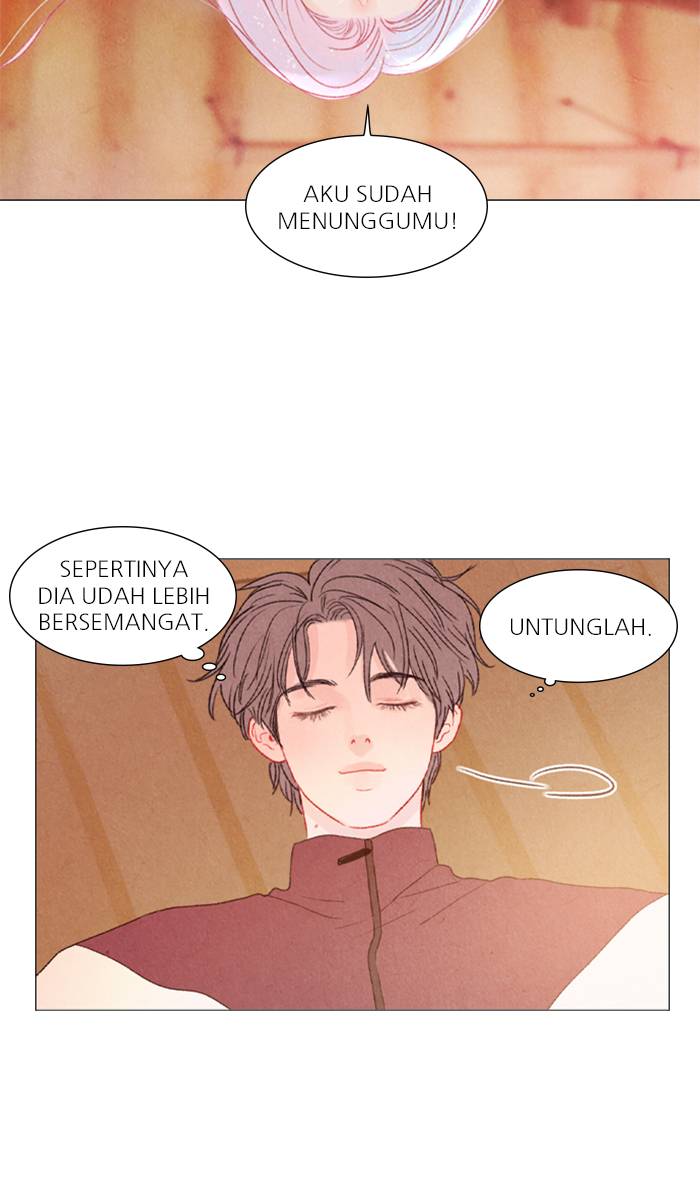 AKU SUDAH
MENUNGGUMU!
SEPERTINYA
DIA UDAH LEBIH
BERSEMANGAT.
UNTUNGLAH.